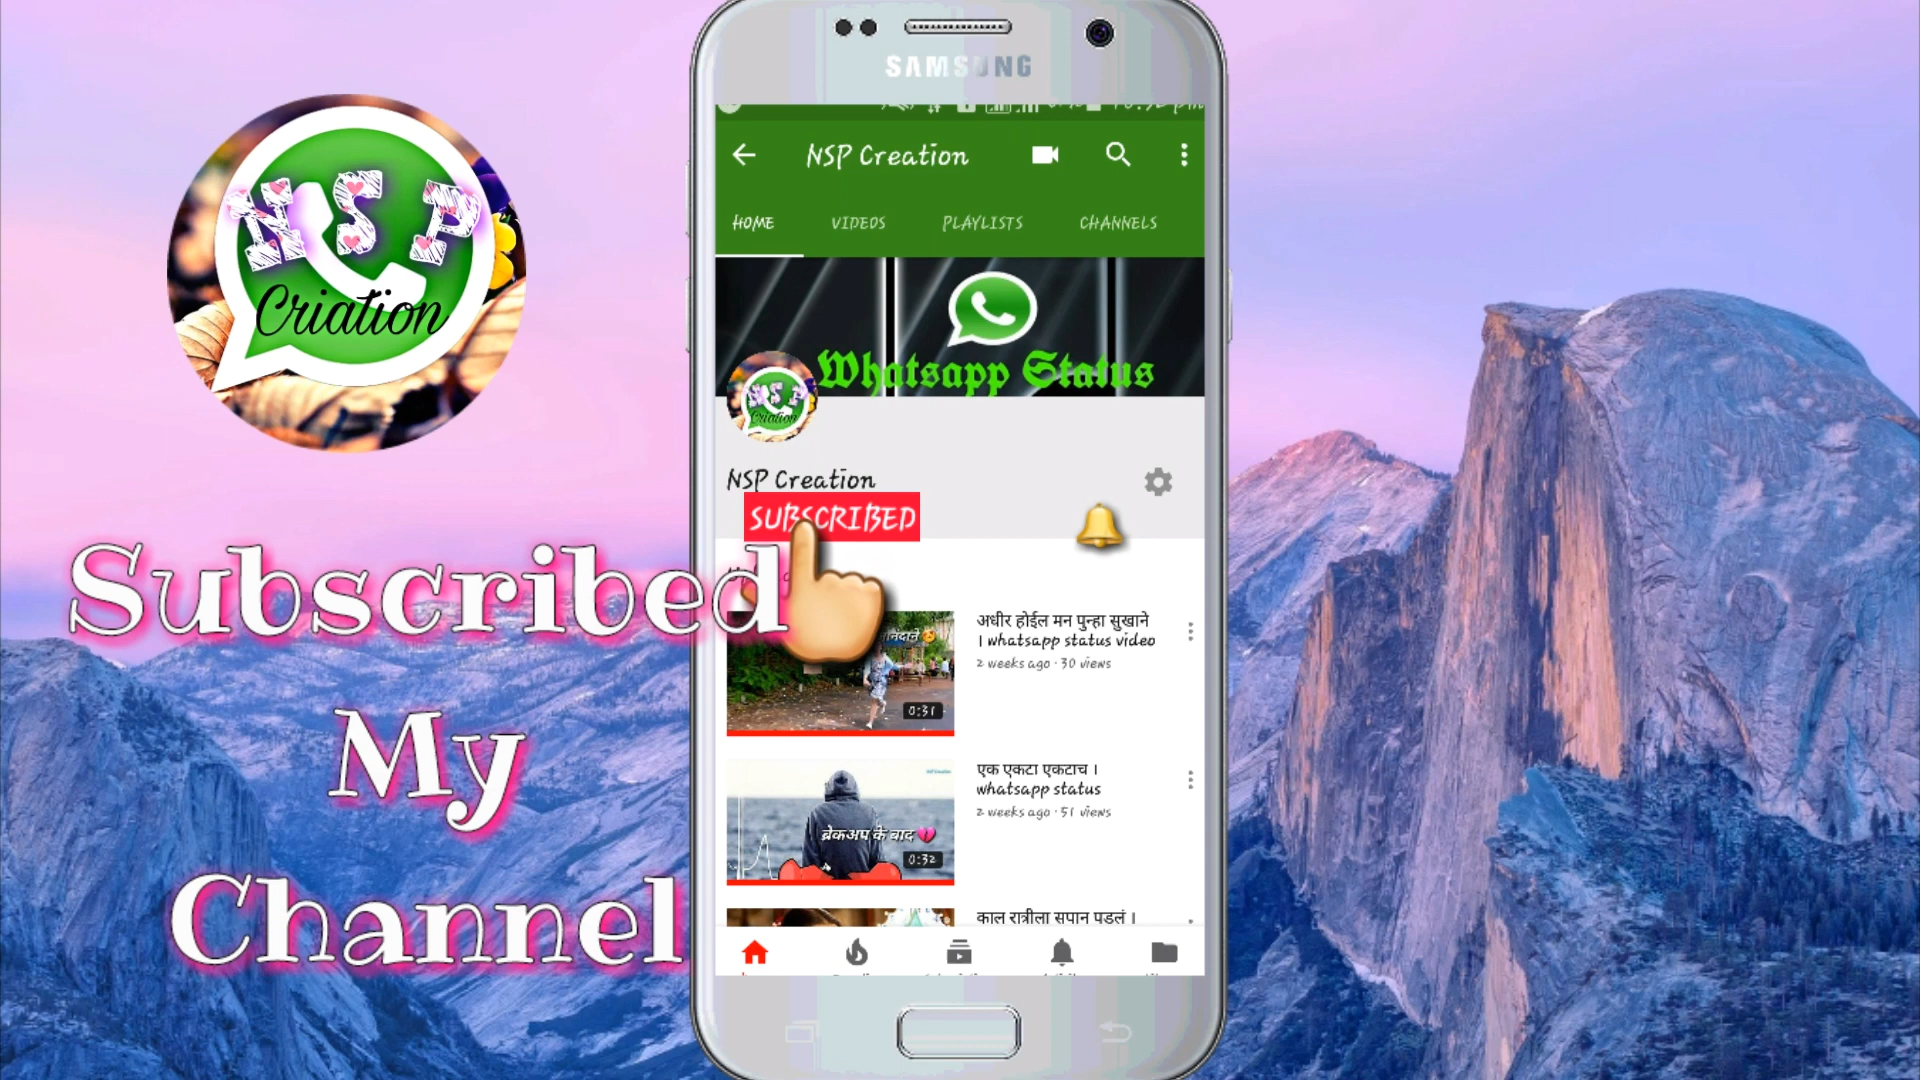 N S P
Criation
Subscribed
My
Channel
SAMSUNG
NSP Creation
HOME VIDEOS PLAYLISTS CHANNELS
Whatsapp Status
NSP
Criation
NSP Creation
SUBSCRIBED
अधीर होईल मन पुन्हा सुखाने
। whatsapp status video
2 weeks ago · 30 views
0:31
एक एकटा एकटाच ।
whatsapp status
2 weeks ago · 51 views
ब्रेकअप के बाद
0:32
काल रात्रीला सपान पडलं ।